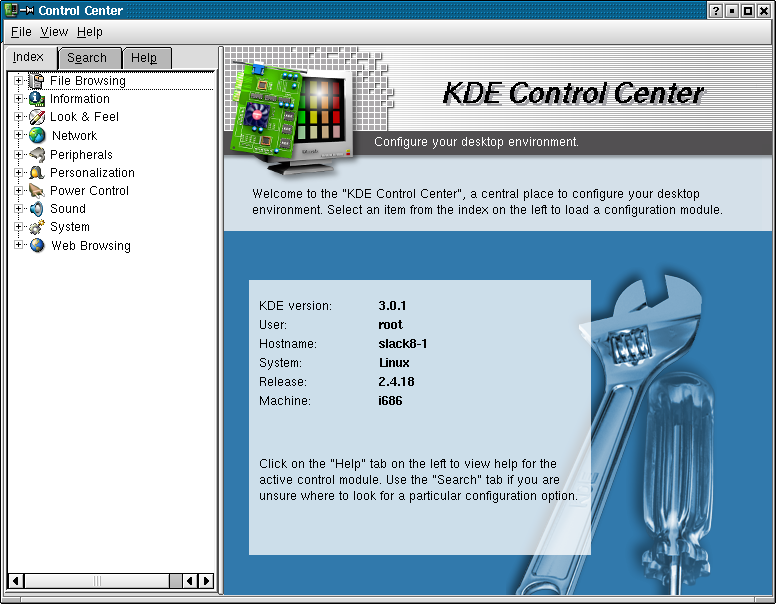 Control Center
File View Help
Index Search Help
File Browsing
Information
Look & Feel
Network
Peripherals
Personalization
Power Control
Sound
System
Web Browsing
KDE Control Center
Configure your desktop environment.
Welcome to the "KDE Control Center", a central place to configure your desktop
environment. Select an item from the index on the left to load a configuration module.
KDE version: 3.0.1
User: root
Hostname: slack8-1
System: Linux
Release: 2.4.18
Machine: i686
Click on the "Help" tab on the left to view help for the
active control module. Use the "Search" tab if you are
unsure where to look for a particular configuration option.